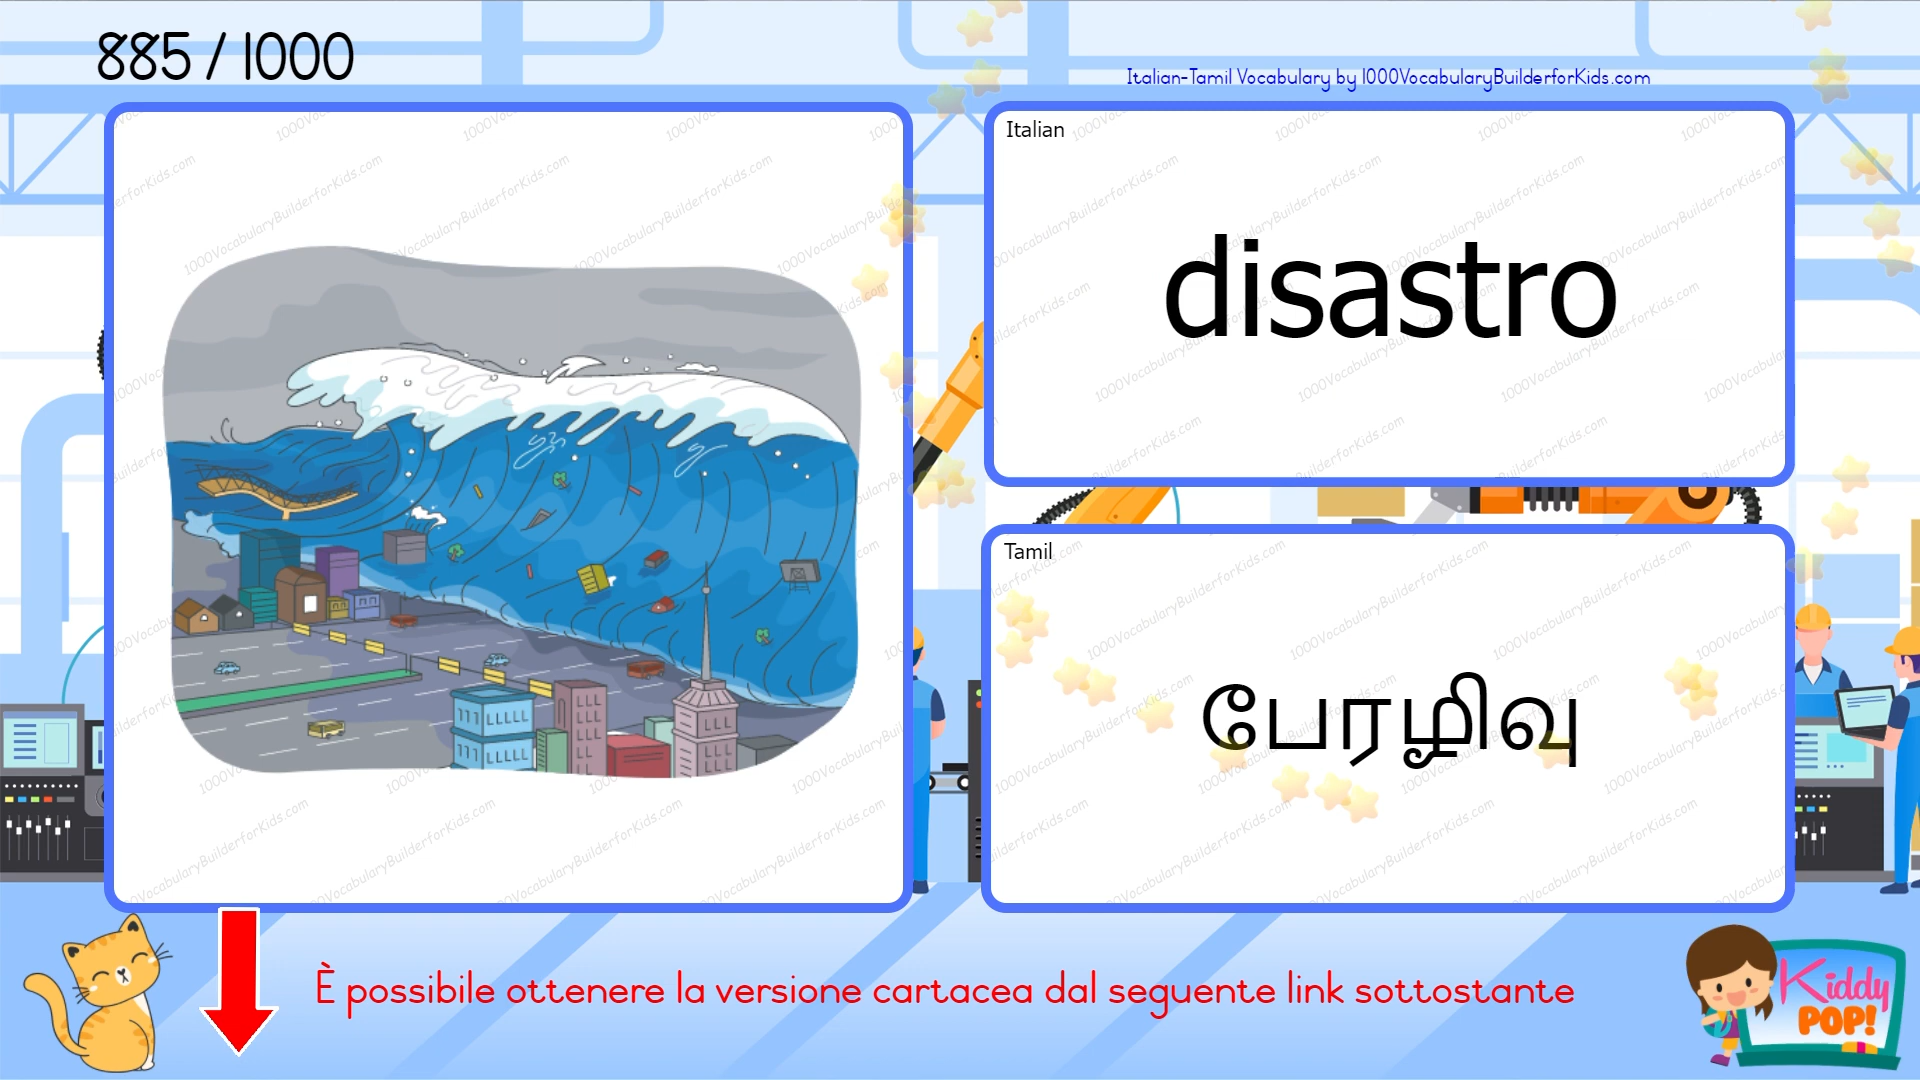 885 / 1000
Italian-Tamil Vocabulary by 1000VocabularyBuilderforKids.com
Italian
disastro
Tamil
பேரழிவு
È possibile ottenere la versione cartacea dal seguente link sottostante
Kiddy
POP!